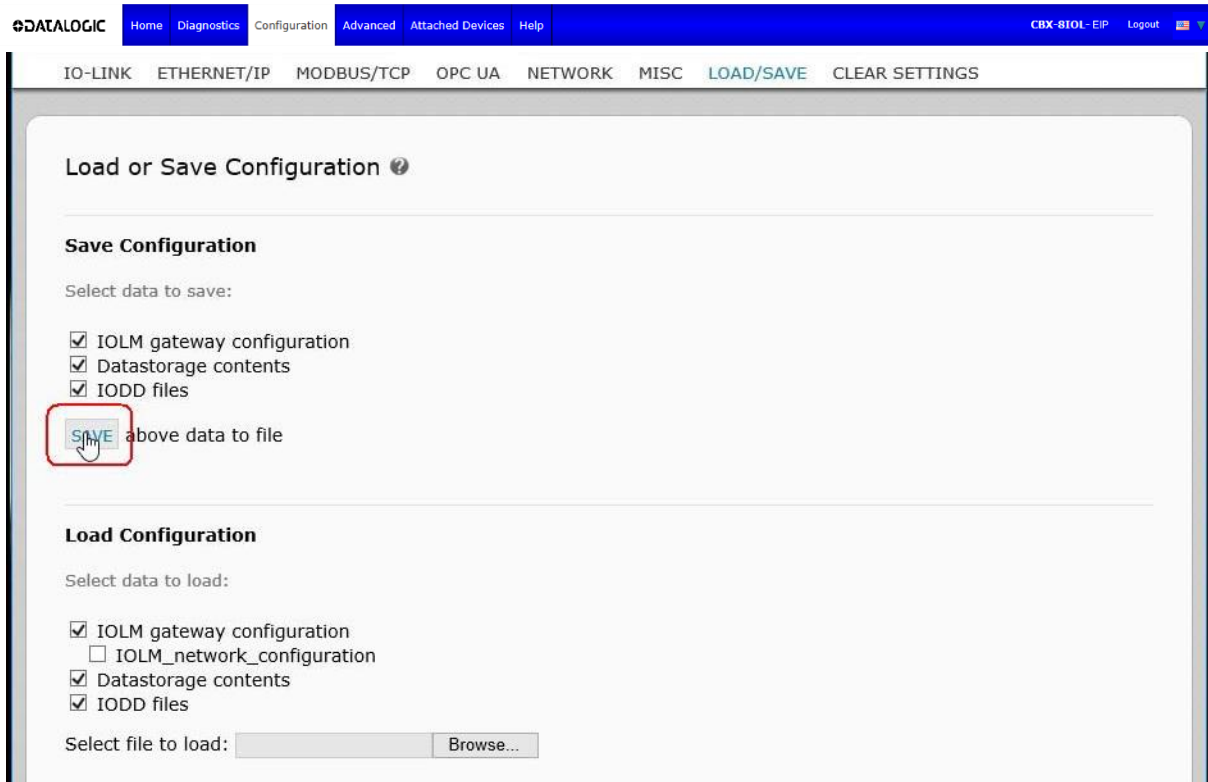 DATALOGIC Home Diagnostics Configuration Advanced Attached Devices Help CBX-8IOL-EIP Logout
IO-LINK ETHERNET/IP MODBUS/TCP OPC UA NETWORK MISC LOAD/SAVE CLEAR SETTINGS
Load or Save Configuration ?
Save Configuration
Select data to save:
IOLM gateway configuration
Datastorage contents
IODD files
SAVE above data to file
Load Configuration
Select data to load:
IOLM gateway configuration
IOLM_network_configuration
Datastorage contents
IODD files
Select file to load: Browse...